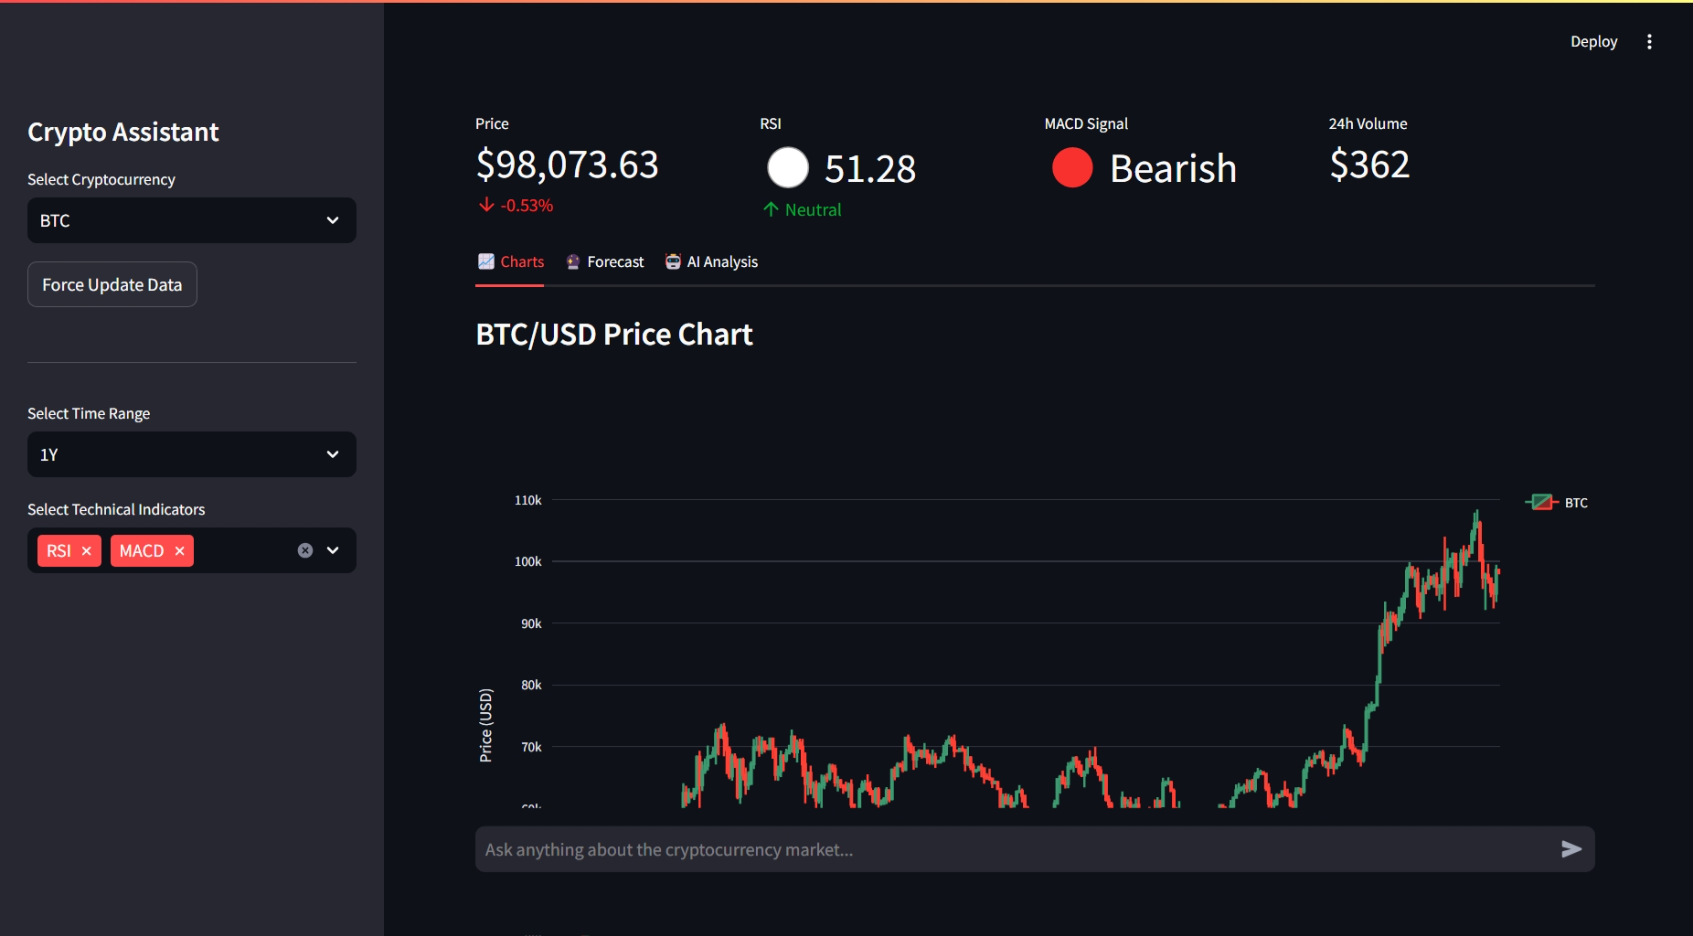 Deploy
Crypto Assistant
Select Cryptocurrency
BTC
Force Update Data
Select Time Range
1Y
Select Technical Indicators
RSI × MACD ×
Price
$98,073.63
-0.53%
RSI
51.28
Neutral
MACD Signal
Bearish
24h Volume
$362
Charts
Forecast
AI Analysis
BTC/USD Price Chart
110k
100k
90k
80k
70k
60k
Price (USD)
BTC
Ask anything about the cryptocurrency market...